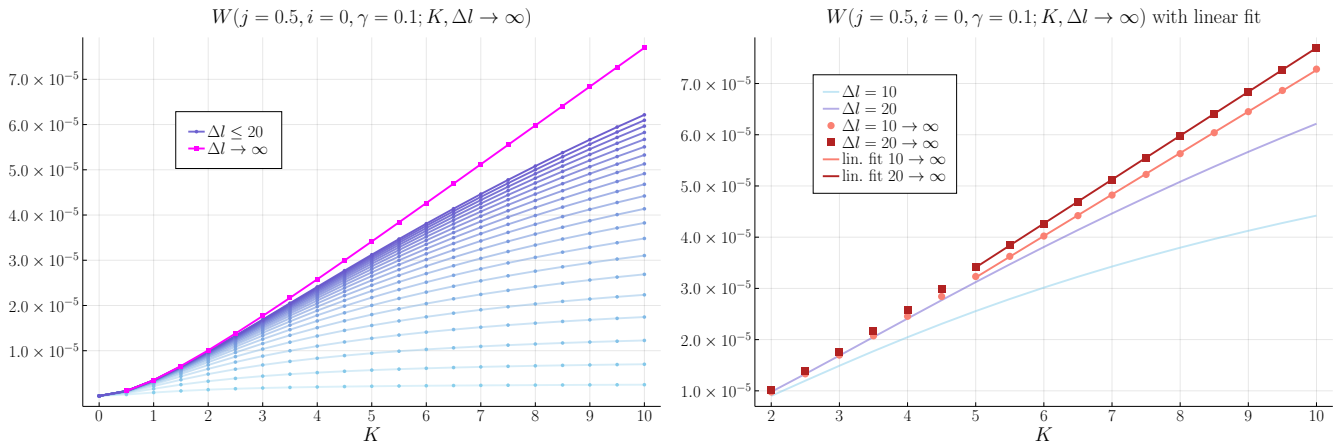 W(j = 0.5, i = 0, γ = 0.1; K, Δl → ∞)
7.0 × 10⁻⁵
6.0 × 10⁻⁵
5.0 × 10⁻⁵
4.0 × 10⁻⁵
3.0 × 10⁻⁵
2.0 × 10⁻⁵
1.0 × 10⁻⁵
Δl ≤ 20
Δl → ∞
0 1 2 3 4 5 6 7 8 9 10
K
W(j = 0.5, i = 0, γ = 0.1; K, Δl → ∞) with linear fit
7.0 × 10⁻⁵
6.0 × 10⁻⁵
5.0 × 10⁻⁵
4.0 × 10⁻⁵
3.0 × 10⁻⁵
2.0 × 10⁻⁵
1.0 × 10⁻⁵
Δl = 10
Δl = 20
Δl = 10 → ∞
Δl = 20 → ∞
lin. fit 10 → ∞
lin. fit 20 → ∞
2 3 4 5 6 7 8 9 10
K